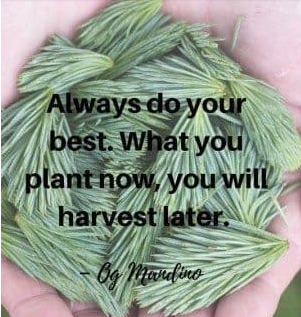 Always do your
best. What you
plant now, you will
harvest later.
– Og Mandino